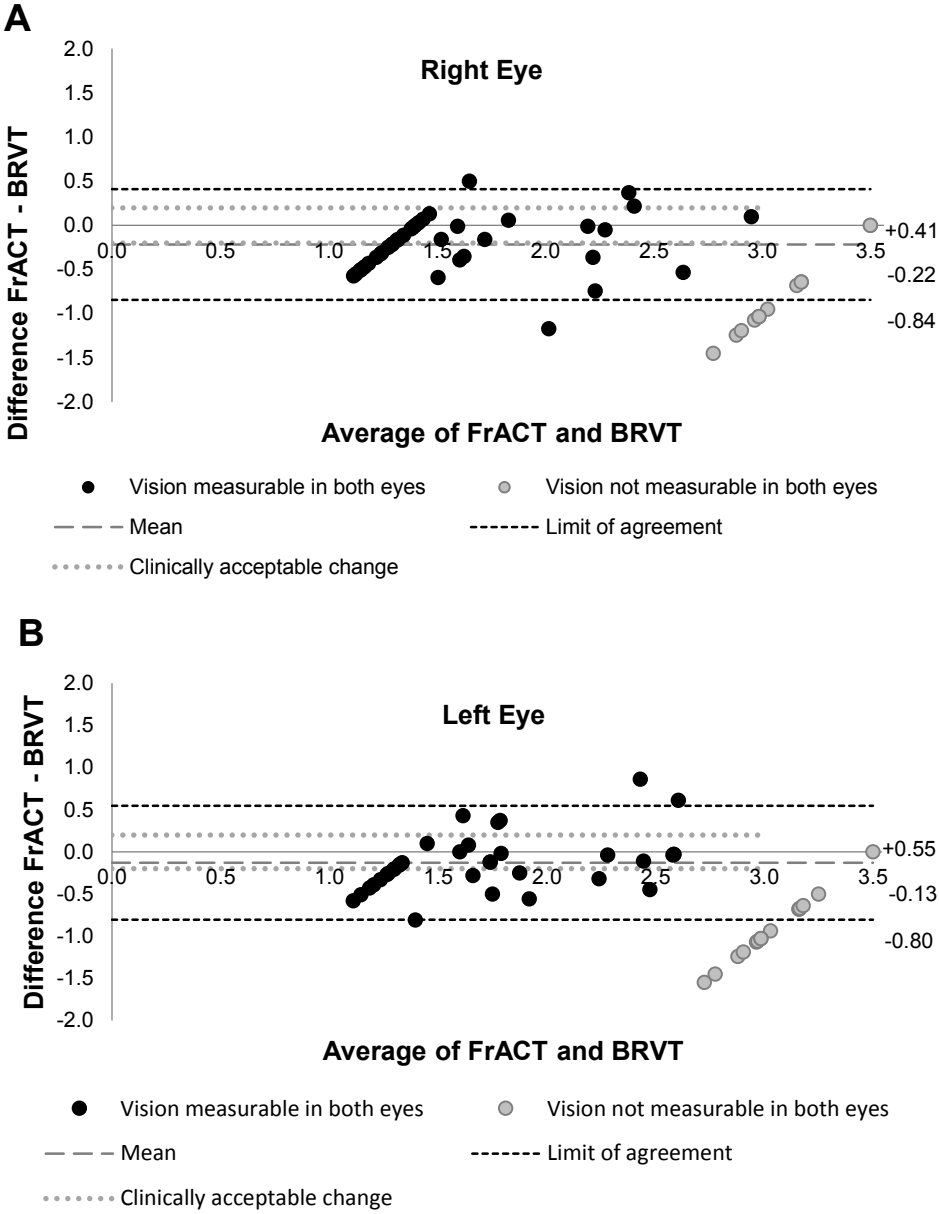 A
Right Eye
Difference FrACT - BRVT
2.0
1.5
1.0
0.5
0.0
-0.5
-1.0
-1.5
-2.0
0.0 0.5 1.0 1.5 2.0 2.5 3.0 3.5
+0.41
-0.22
-0.84
Average of FrACT and BRVT
Vision measurable in both eyes Vision not measurable in both eyes
Mean Limit of agreement
Clinically acceptable change
B
Left Eye
Difference FrACT - BRVT
2.0
1.5
1.0
0.5
0.0
-0.5
-1.0
-1.5
-2.0
0.0 0.5 1.0 1.5 2.0 2.5 3.0 3.5
+0.55
-0.13
-0.80
Average of FrACT and BRVT
Vision measurable in both eyes Vision not measurable in both eyes
Mean Limit of agreement
Clinically acceptable change